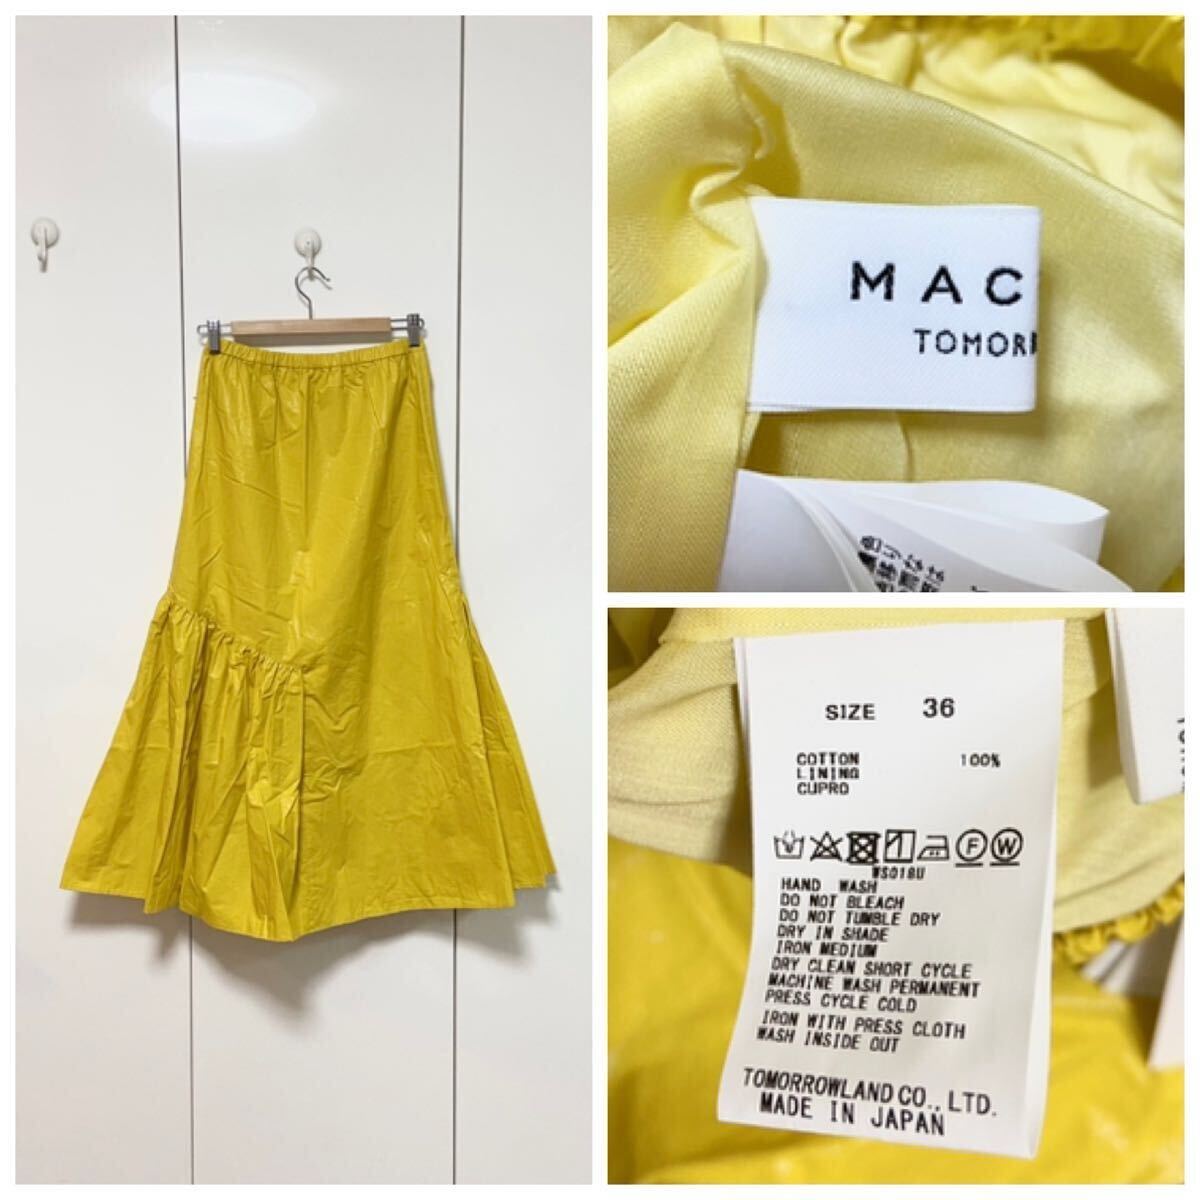 MAC
TOMORR
SIZE 36
COTTON 100%
LINING
CUPRO
F W
WS018U
HAND WASH
DO NOT BLEACH
DO NOT TUMBLE DRY
DRY IN SHADE
IRON MEDIUM
DRY CLEAN SHORT CYCLE
MACHINE WASH PERMANENT
PRESS CYCLE COLD
IRON WITH PRESS CLOTH
WASH INSIDE OUT
TOMORROWLAND CO., LTD.
MADE IN JAPAN